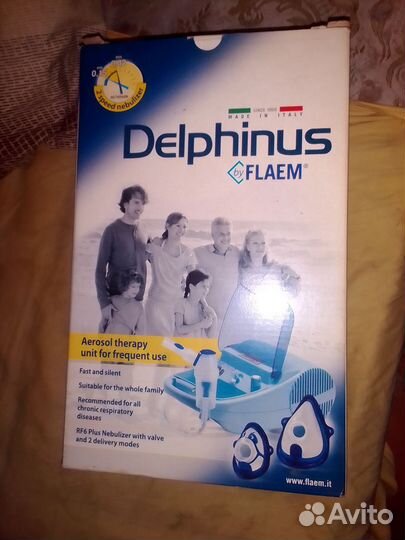 2 speed nebulizer
SINCE 1966
MADE IN ITALY
Delphinus
by FLAEM®
Aerosol therapy
unit for frequent use
Fast and silent
Suitable for the whole family
Recommended for all
chronic respiratory
diseases
RF6 Plus Nebulizer with valve
and 2 delivery modes
www.flaem.it
Avito